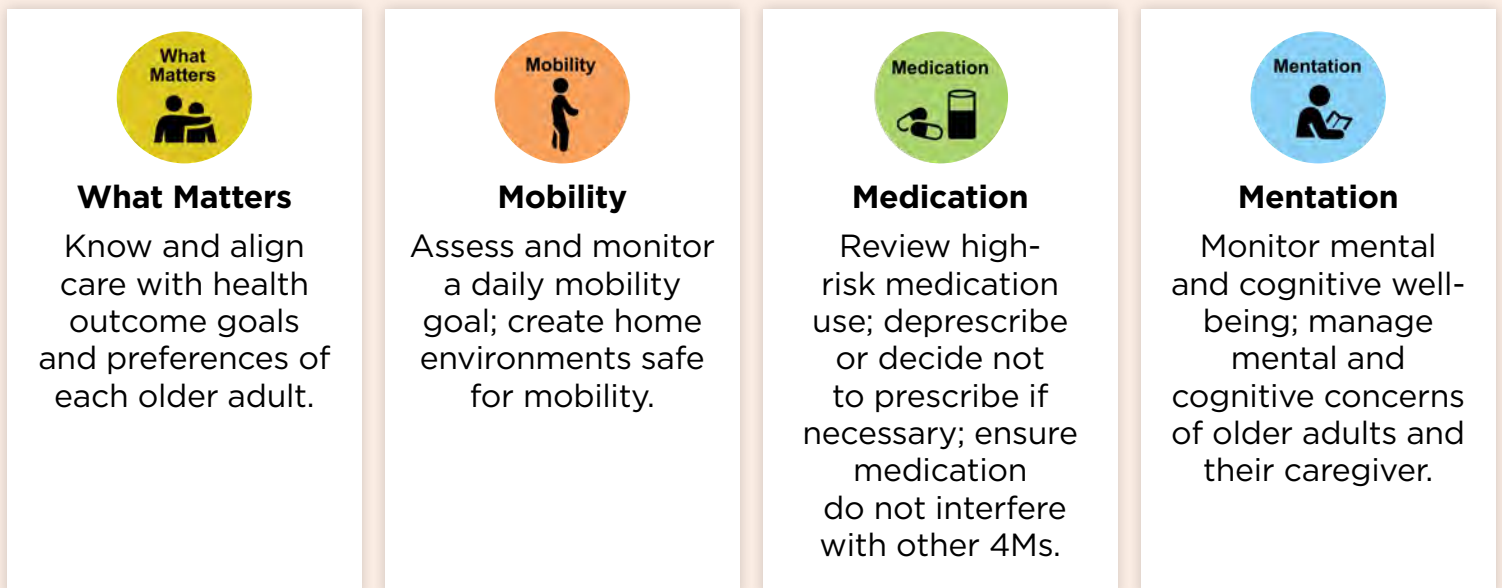 What
Matters
What Matters
Know and align
care with health
outcome goals
and preferences of
each older adult.
Mobility
Mobility
Assess and monitor
a daily mobility
goal; create home
environments safe
for mobility.
Medication
Medication
Review high-
risk medication
use; deprescribe
or decide not
to prescribe if
necessary; ensure
medication
do not interfere
with other 4Ms.
Mentation
Mentation
Monitor mental
and cognitive well-
being; manage
mental and
cognitive concerns
of older adults and
their caregiver.